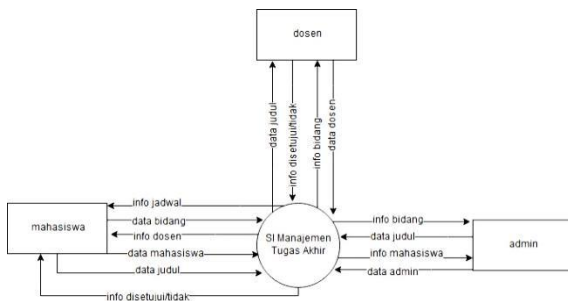 dosen
data judul
info disetujui/tidak
info bidang
data dosen
info jadwal
data bidang
info dosen
data mahasiswa
data judul
info disetujui/tidak
mahasiswa
SI Manajemen
Tugas Akhir
info bidang
data judul
info mahasiswa
data admin
admin